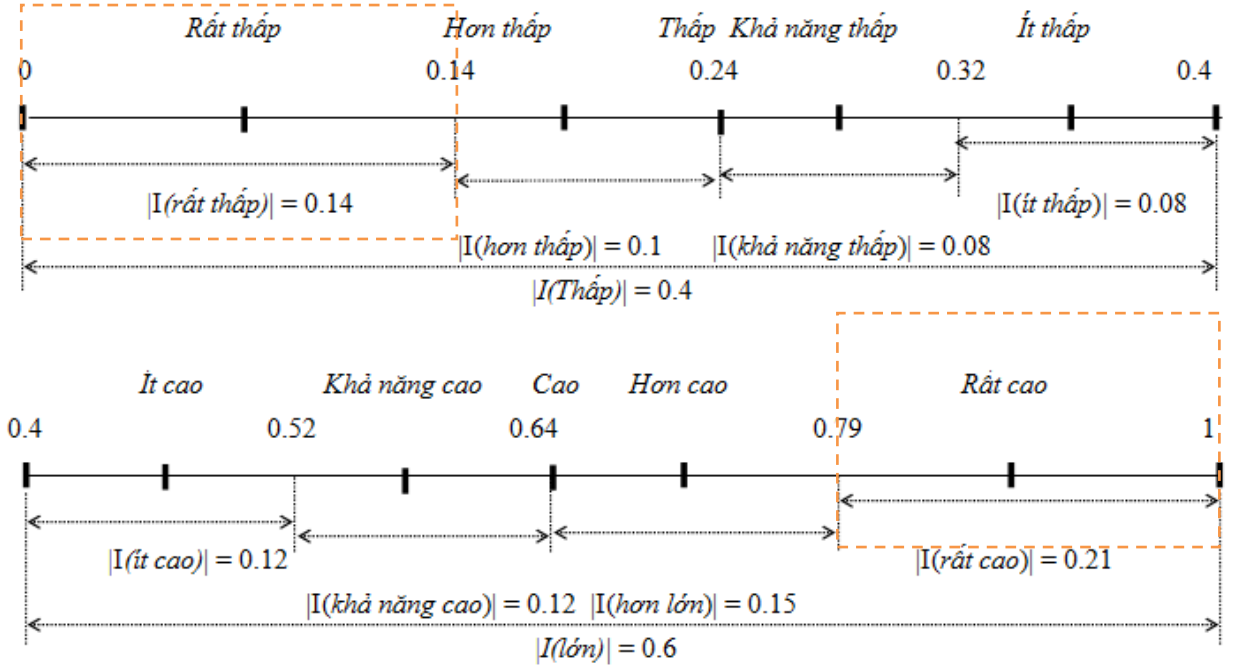 Rất thấp Hơn thấp Thấp Khả năng thấp Ít thấp
0 0.14 0.24 0.32 0.4
|I(rất thấp)| = 0.14 |I(ít thấp)| = 0.08
|I(hơn thấp)| = 0.1 |I(khả năng thấp)| = 0.08
|I(Thấp)| = 0.4
Ít cao Khả năng cao Cao Hơn cao Rất cao
0.4 0.52 0.64 0.79 1
|I(ít cao)| = 0.12 |I(rất cao)| = 0.21
|I(khả năng cao)| = 0.12 |I(hơn lớn)| = 0.15
|I(lớn)| = 0.6